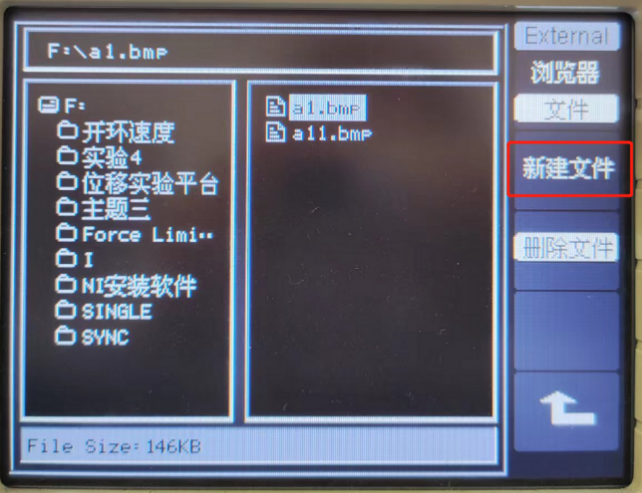 F:\a1.bmp
F:
开环速度
实验4
位移实验平台
主题三
Force Limi··
I
NI安装软件
SINGLE
SYNC
a1.bmp
a11.bmp
File Size:146KB
External
浏览器
文件
新建文件
删除文件